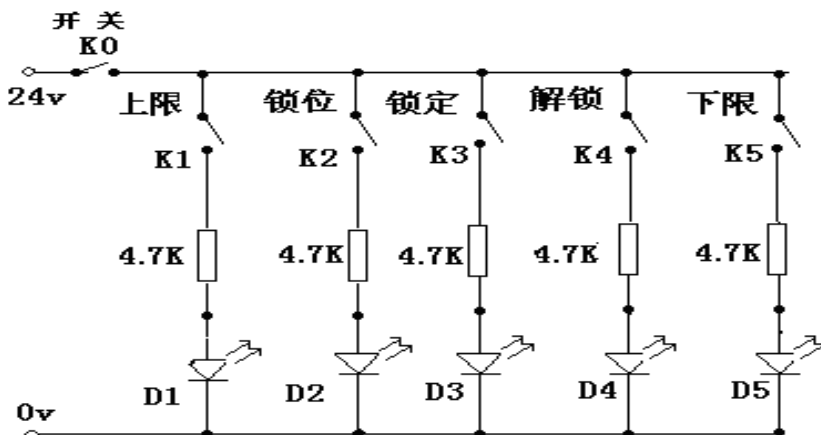 开 关
K0
24v
上限 锁位 锁定 解锁 下限
K1 K2 K3 K4 K5
4.7K 4.7K 4.7K 4.7K 4.7K
D1 D2 D3 D4 D5
0v